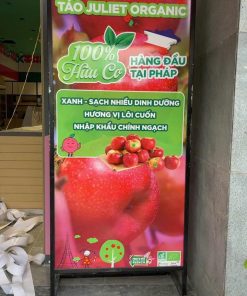 TÁO JULIET ORGANIC
100%
Hữu Cơ
HÀNG ĐẦU
TẠI PHÁP
XANH - SẠCH NHIỀU DINH DƯỠNG
HƯƠNG VỊ LÔI CUỐN
NHẬP KHẨU CHÍNH NGẠCH